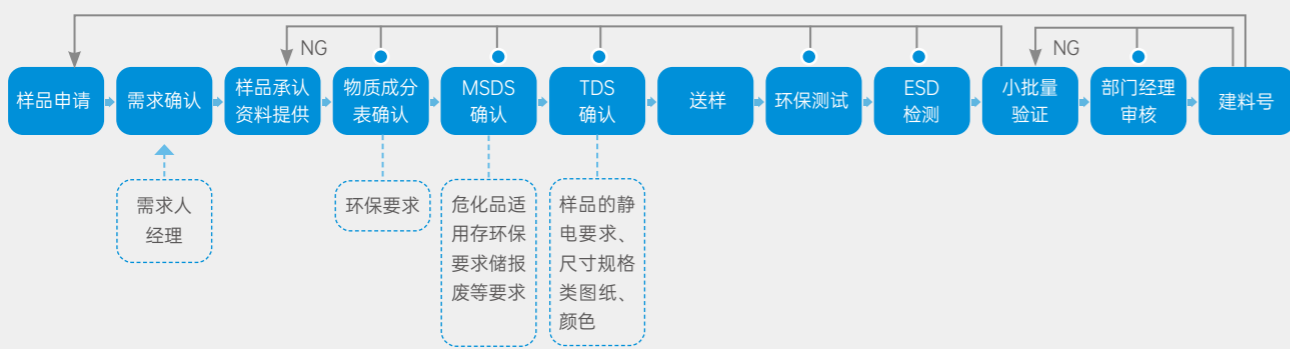 NG
NG
样品申请
需求确认
样品承认
资料提供
物质成分
表确认
MSDS
确认
TDS
确认
送样
环保测试
ESD
检测
小批量
验证
部门经理
审核
建料号
需求人
经理
环保要求
危化品适
用存环保
要求储报
废等要求
样品的静
电要求、
尺寸规格
类图纸、
颜色